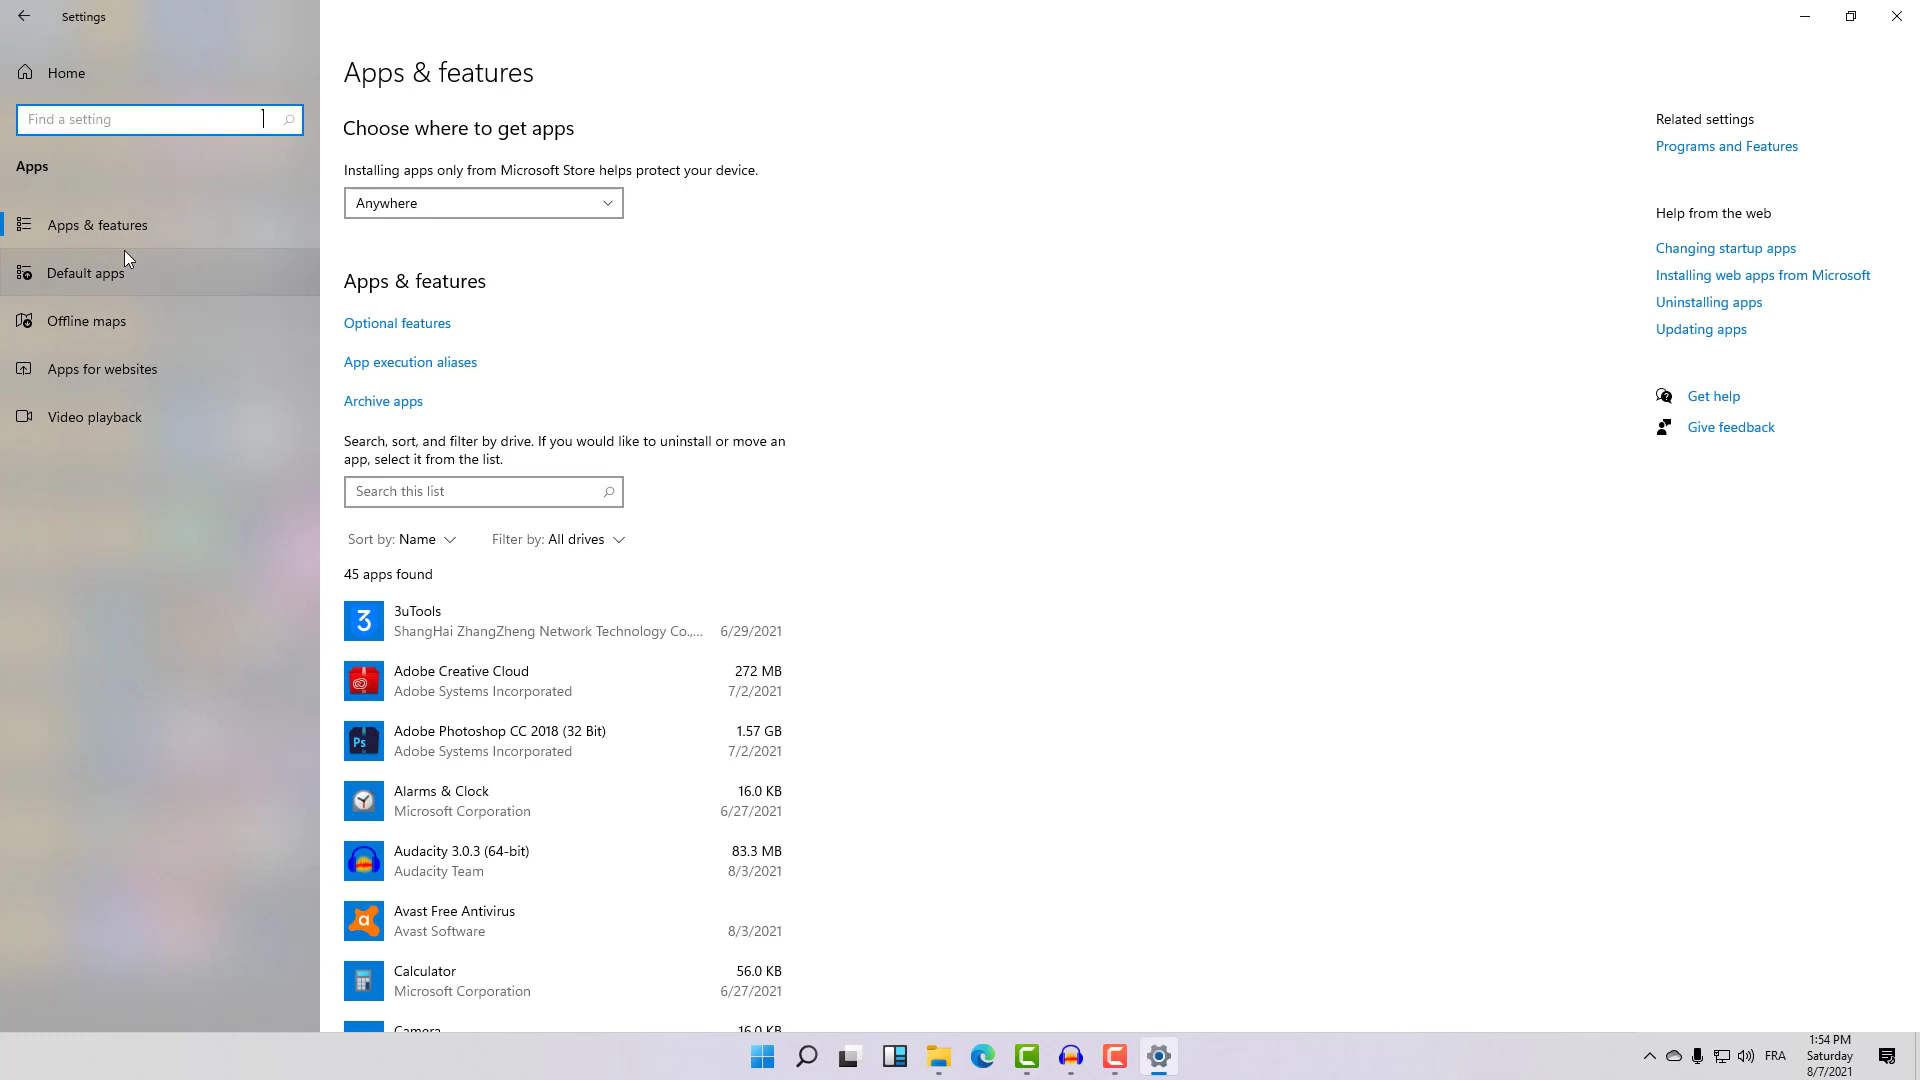 Settings
Home
Find a setting
Apps
Apps & features
Default apps
Offline maps
Apps for websites
Video playback
Apps & features
Choose where to get apps
Installing apps only from Microsoft Store helps protect your device.
Anywhere
Apps & features
Optional features
App execution aliases
Archive apps
Search, sort, and filter by drive. If you would like to uninstall or move an
app, select it from the list.
Search this list
Sort by: Name Filter by: All drives
45 apps found
3uTools
ShangHai ZhangZheng Network Technology Co.,... 6/29/2021
Adobe Creative Cloud 272 MB
Adobe Systems Incorporated 7/2/2021
Adobe Photoshop CC 2018 (32 Bit) 1.57 GB
Adobe Systems Incorporated 7/2/2021
Alarms & Clock 16.0 KB
Microsoft Corporation 6/27/2021
Audacity 3.0.3 (64-bit) 83.3 MB
Audacity Team 8/3/2021
Avast Free Antivirus
Avast Software 8/3/2021
Calculator 56.0 KB
Microsoft Corporation 6/27/2021
Camera 16.0 KB
Related settings
Programs and Features
Help from the web
Changing startup apps
Installing web apps from Microsoft
Uninstalling apps
Updating apps
Get help
Give feedback
FRA
1:54 PM
Saturday
8/7/2021